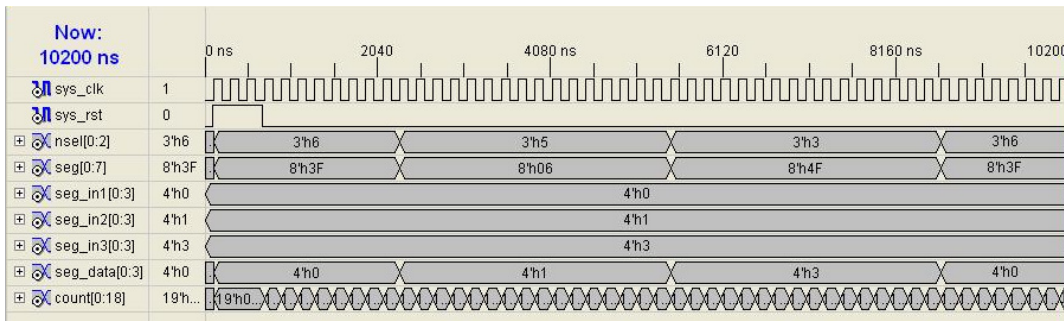 Now:
10200 ns
0 ns 2040 4080 ns 6120 8160 ns 10200
sys_clk 1
sys_rst 0
nsel[0:2] 3'h6 3'h6 3'h5 3'h3 3'h6
seg[0:7] 8'h3F 8'h3F 8'h06 8'h4F 8'h3F
seg_in1[0:3] 4'h0 4'h0
seg_in2[0:3] 4'h1 4'h1
seg_in3[0:3] 4'h3 4'h3
seg_data[0:3] 4'h0 4'h0 4'h1 4'h3 4'h0
count[0:18] 19'h... 19'h0...